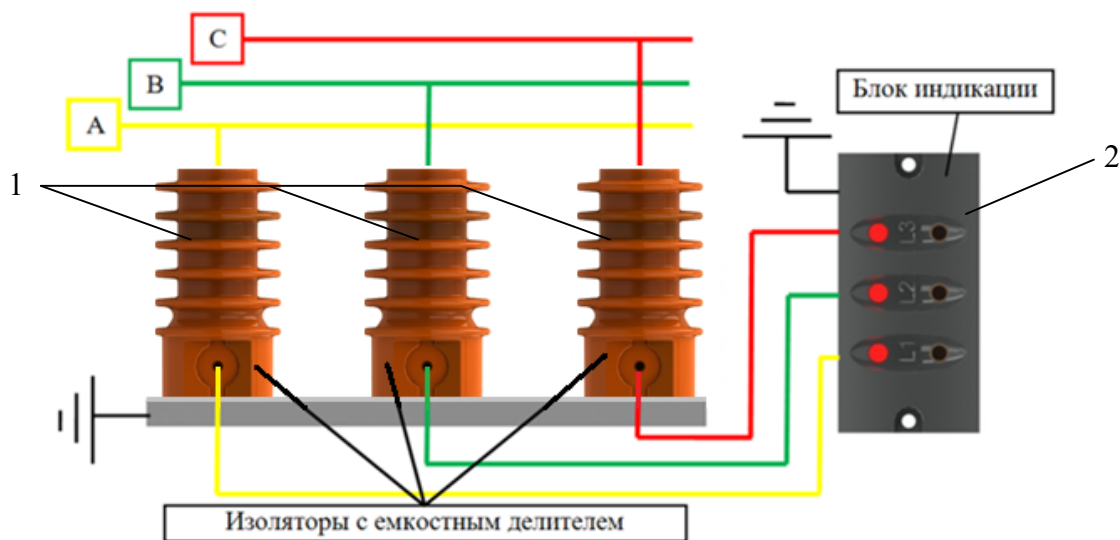 C
B
A
Блок индикации
1
2
L3
L2
L1
Изоляторы с емкостным делителем